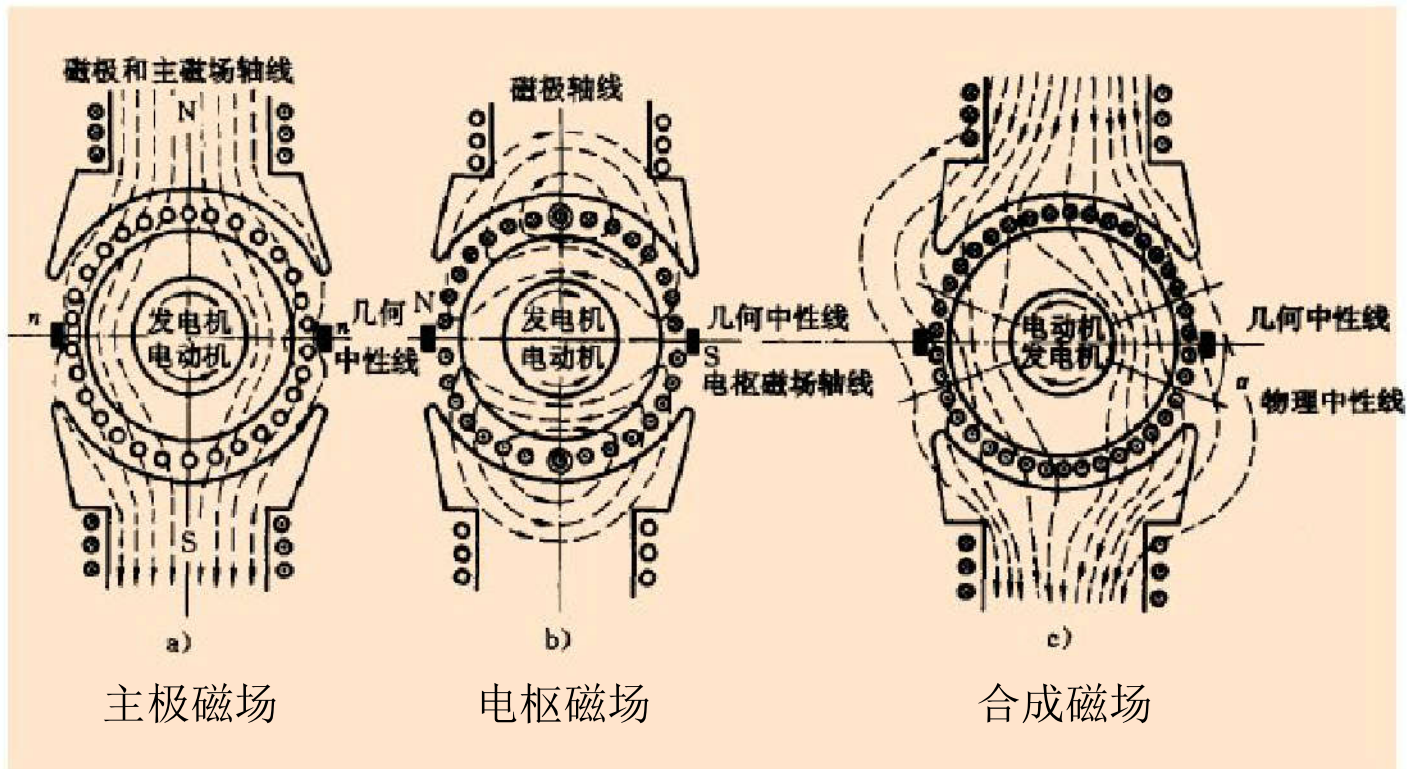 磁极和主磁场轴线
N
n
n
几何
中性线
发电机
电动机
S
a)
主极磁场
磁极轴线
N
发电机
电动机
几何中性线
S
电枢磁场轴线
b)
电枢磁场
电动机
发电机
几何中性线
α
物理中性线
c)
合成磁场